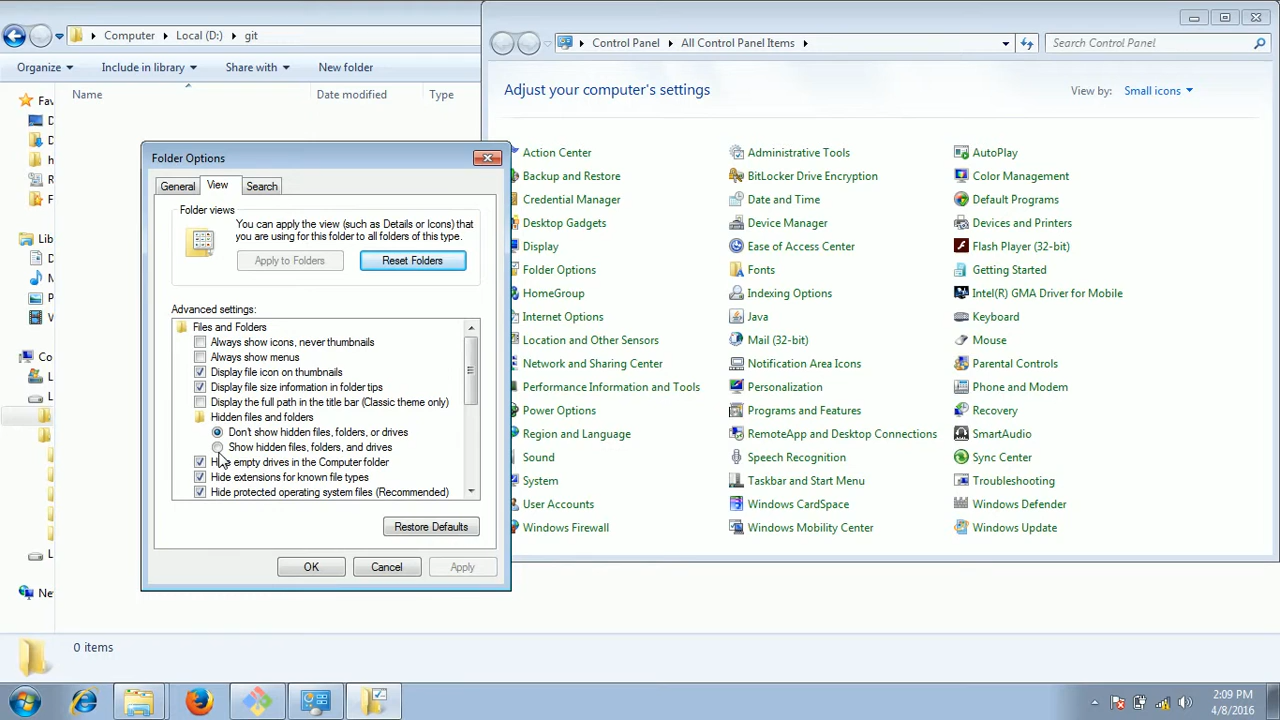 Computer Local (D:) git
Organize Include in library Share with New folder
Name Date modified Type
Fav
Lib
Co
Ne
0 items
Control Panel All Control Panel Items
Search Control Panel
Adjust your computer's settings
View by: Small icons
Action Center Administrative Tools AutoPlay
Backup and Restore BitLocker Drive Encryption Color Management
Credential Manager Date and Time Default Programs
Desktop Gadgets Device Manager Devices and Printers
Display Ease of Access Center Flash Player (32-bit)
Folder Options Fonts Getting Started
HomeGroup Indexing Options Intel(R) GMA Driver for Mobile
Internet Options Java Keyboard
Location and Other Sensors Mail (32-bit) Mouse
Network and Sharing Center Notification Area Icons Parental Controls
Performance Information and Tools Personalization Phone and Modem
Power Options Programs and Features Recovery
Region and Language RemoteApp and Desktop Connections SmartAudio
Sound Speech Recognition Sync Center
System Taskbar and Start Menu Troubleshooting
User Accounts Windows CardSpace Windows Defender
Windows Firewall Windows Mobility Center Windows Update
Folder Options
General View Search
Folder views
You can apply the view (such as Details or Icons) that
you are using for this folder to all folders of this type.
Apply to Folders Reset Folders
Advanced settings:
Files and Folders
Always show icons, never thumbnails
Always show menus
Display file icon on thumbnails
Display file size information in folder tips
Display the full path in the title bar (Classic theme only)
Hidden files and folders
Don't show hidden files, folders, or drives
Show hidden files, folders, and drives
Hide empty drives in the Computer folder
Hide extensions for known file types
Hide protected operating system files (Recommended)
Restore Defaults
OK Cancel Apply
2:09 PM
4/8/2016